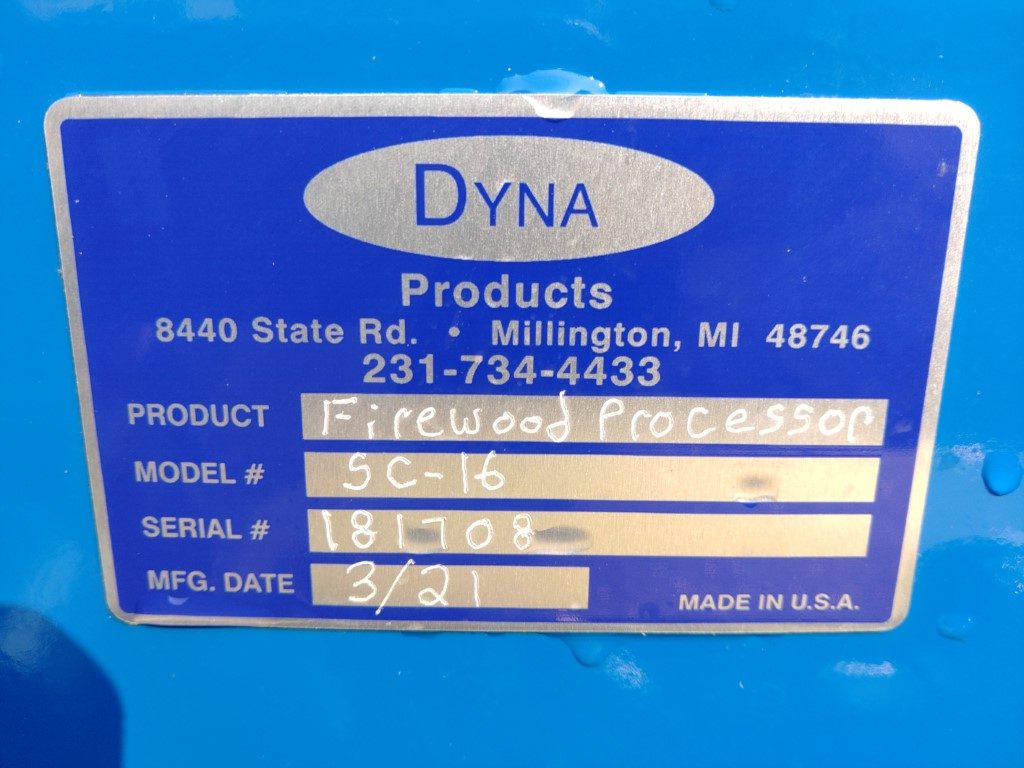 DYNA
Products
8440 State Rd. • Millington, MI 48746
231-734-4433
PRODUCT Firewood Processor
MODEL # SC-16
SERIAL # 181708
MFG. DATE 3/21
MADE IN U.S.A.